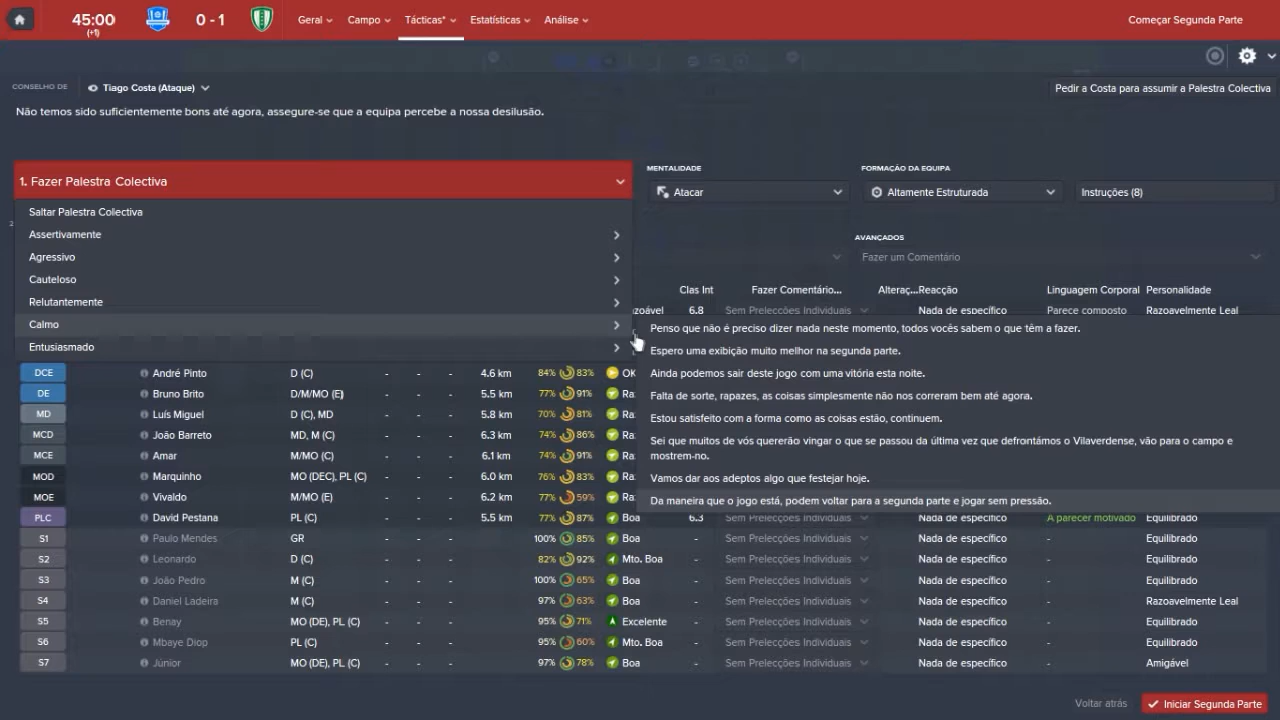 45:00
(+1)
0 - 1
Geral
Campo
Tácticas*
Estatísticas
Análise
Começar Segunda Parte
CONSELHO DE
Tiago Costa (Ataque)
Pedir a Costa para assumir a Palestra Colectiva
Não temos sido suficientemente bons até agora, assegure-se que a equipa percebe a nossa desilusão.
1. Fazer Palestra Colectiva
MENTALIDADE
FORMAÇÃO DA EQUIPA
Atacar
Altamente Estruturada
Instruções (8)
Saltar Palestra Colectiva
Assertivamente
Agressivo
Cauteloso
Relutantemente
Calmo
Entusiasmado
AVANÇADOS
Fazer um Comentário
Clas Int Fazer Comentário... Alteraç... Reacção Linguagem Corporal Personalidade
zoável 6.8 Sem Prelecções Individuais Nada de específico Parece composto Razoavelmente Leal
Penso que não é preciso dizer nada neste momento, todos vocês sabem o que têm a fazer.
Espero uma exibição muito melhor na segunda parte.
Ainda podemos sair deste jogo com uma vitória esta noite.
Falta de sorte, rapazes, as coisas simplesmente não nos correram bem até agora.
Estou satisfeito com a forma como as coisas estão, continuem.
Sei que muitos de vós quererão vingar o que se passou da última vez que defrontámos o Vilaverdense, vão para o campo e
mostrem-no.
Vamos dar aos adeptos algo que festejar hoje.
Da maneira que o jogo está, podem voltar para a segunda parte e jogar sem pressão.
DCE André Pinto D (C) - - - 4.6 km 84% 83% OK
DE Bruno Brito D/M/MO (E) - - - 5.5 km 77% 91% Ra
MD Luís Miguel D (C), MD - - - 5.8 km 70% 81% Ra
MCD João Barreto MD, M (C) - - - 6.3 km 74% 86% Ra
MCE Amar M/MO (C) - - - 6.1 km 74% 91% Ra
MOD Marquinho MO (DEC), PL (C) - - - 6.0 km 76% 83% Ra
MOE Vivaldo M/MO (E) - - - 6.2 km 77% 59% Ra
PLC David Pestana PL (C) - - - 5.5 km 77% 87% Boa 6.3 Sem Prelecções Individuais Nada de específico A parecer motivado Equilibrado
S1 Paulo Mendes GR 100% 85% Boa - Sem Prelecções Individuais Nada de específico - Equilibrado
S2 Leonardo D (C) 82% 92% Mto. Boa - Sem Prelecções Individuais Nada de específico - Equilibrado
S3 João Pedro M (C) 100% 65% Boa - Sem Prelecções Individuais Nada de específico - Equilibrado
S4 Daniel Ladeira M (C) 97% 63% Boa - Sem Prelecções Individuais Nada de específico - Razoavelmente Leal
S5 Benay MO (DE), PL (C) 95% 71% Excelente - Sem Prelecções Individuais Nada de específico - Equilibrado
S6 Mbaye Diop PL (C) 95% 60% Mto. Boa - Sem Prelecções Individuais Nada de específico - Equilibrado
S7 Júnior MO (DE), PL (C) 97% 78% Boa - Sem Prelecções Individuais Nada de específico - Amigável
Voltar atrás
Iniciar Segunda Parte